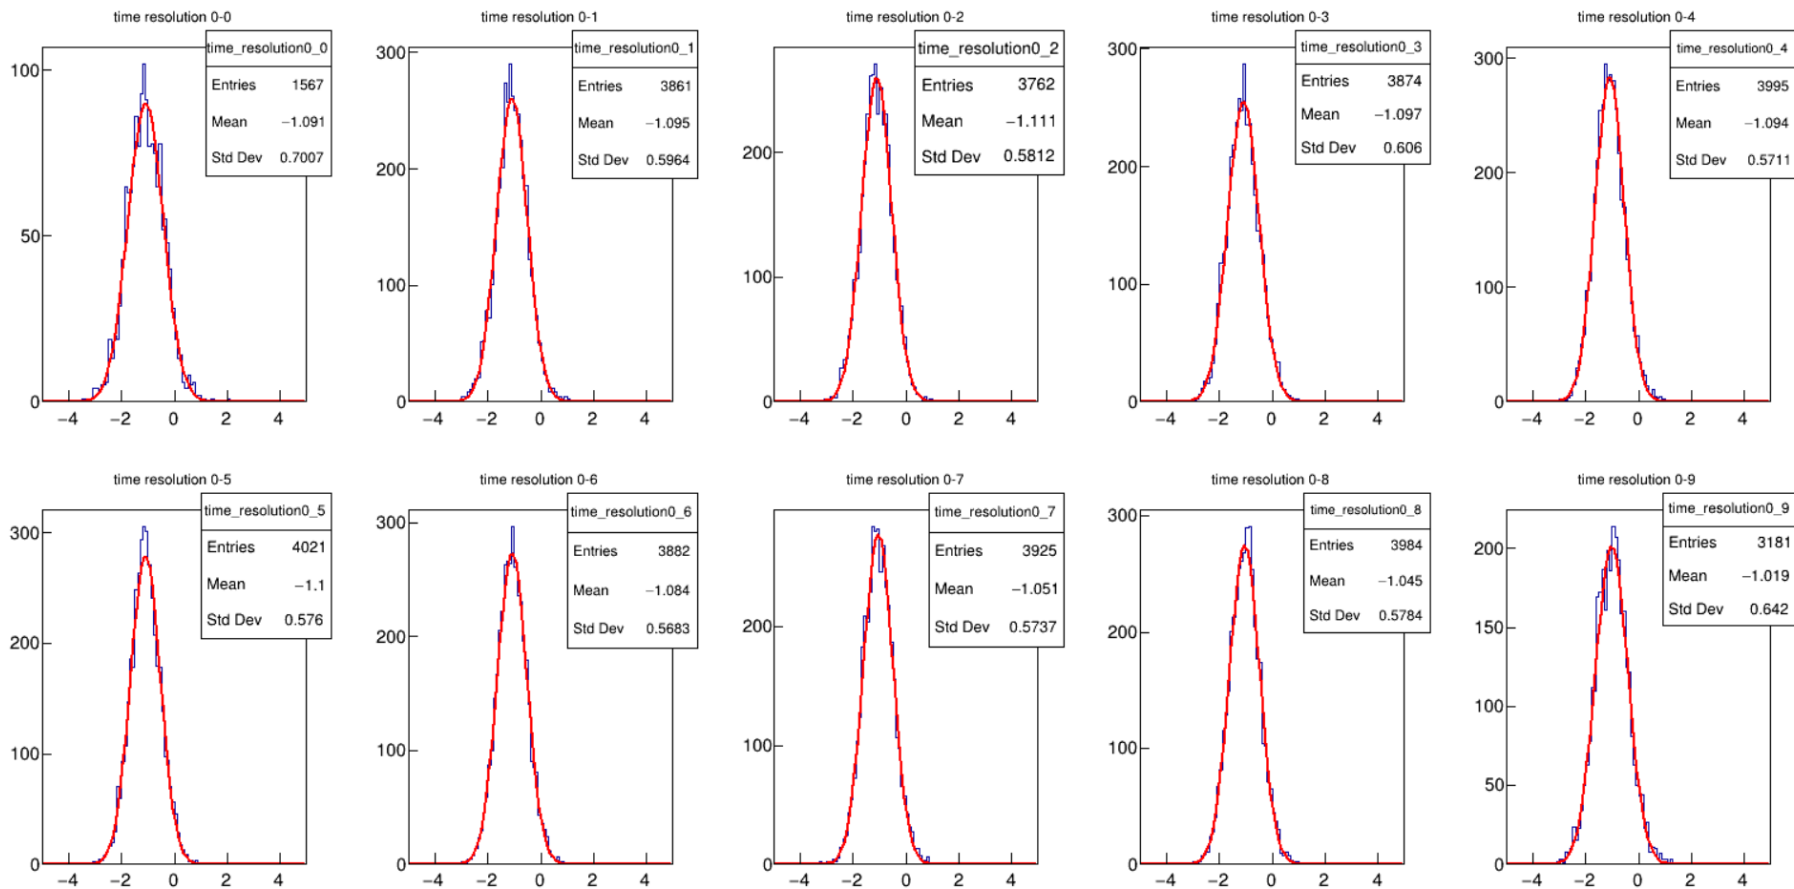 time resolution 0-0
time_resolution0_0
Entries 1567
Mean −1.091
Std Dev 0.7007
100
50
0
−4 −2 0 2 4
time resolution 0-1
time_resolution0_1
Entries 3861
Mean −1.095
Std Dev 0.5964
300
200
100
0
−4 −2 0 2 4
time resolution 0-2
time_resolution0_2
Entries 3762
Mean −1.111
Std Dev 0.5812
200
100
0
−4 −2 0 2 4
time resolution 0-3
time_resolution0_3
Entries 3874
Mean −1.097
Std Dev 0.606
300
200
100
0
−4 −2 0 2 4
time resolution 0-4
time_resolution0_4
Entries 3995
Mean −1.094
Std Dev 0.5711
300
200
100
0
−4 −2 0 2 4
time resolution 0-5
time_resolution0_5
Entries 4021
Mean −1.1
Std Dev 0.576
300
200
100
0
−4 −2 0 2 4
time resolution 0-6
time_resolution0_6
Entries 3882
Mean −1.084
Std Dev 0.5683
300
200
100
0
−4 −2 0 2 4
time resolution 0-7
time_resolution0_7
Entries 3925
Mean −1.051
Std Dev 0.5737
200
100
0
−4 −2 0 2 4
time resolution 0-8
time_resolution0_8
Entries 3984
Mean −1.045
Std Dev 0.5784
300
200
100
0
−4 −2 0 2 4
time resolution 0-9
time_resolution0_9
Entries 3181
Mean −1.019
Std Dev 0.642
200
150
100
50
0
−4 −2 0 2 4